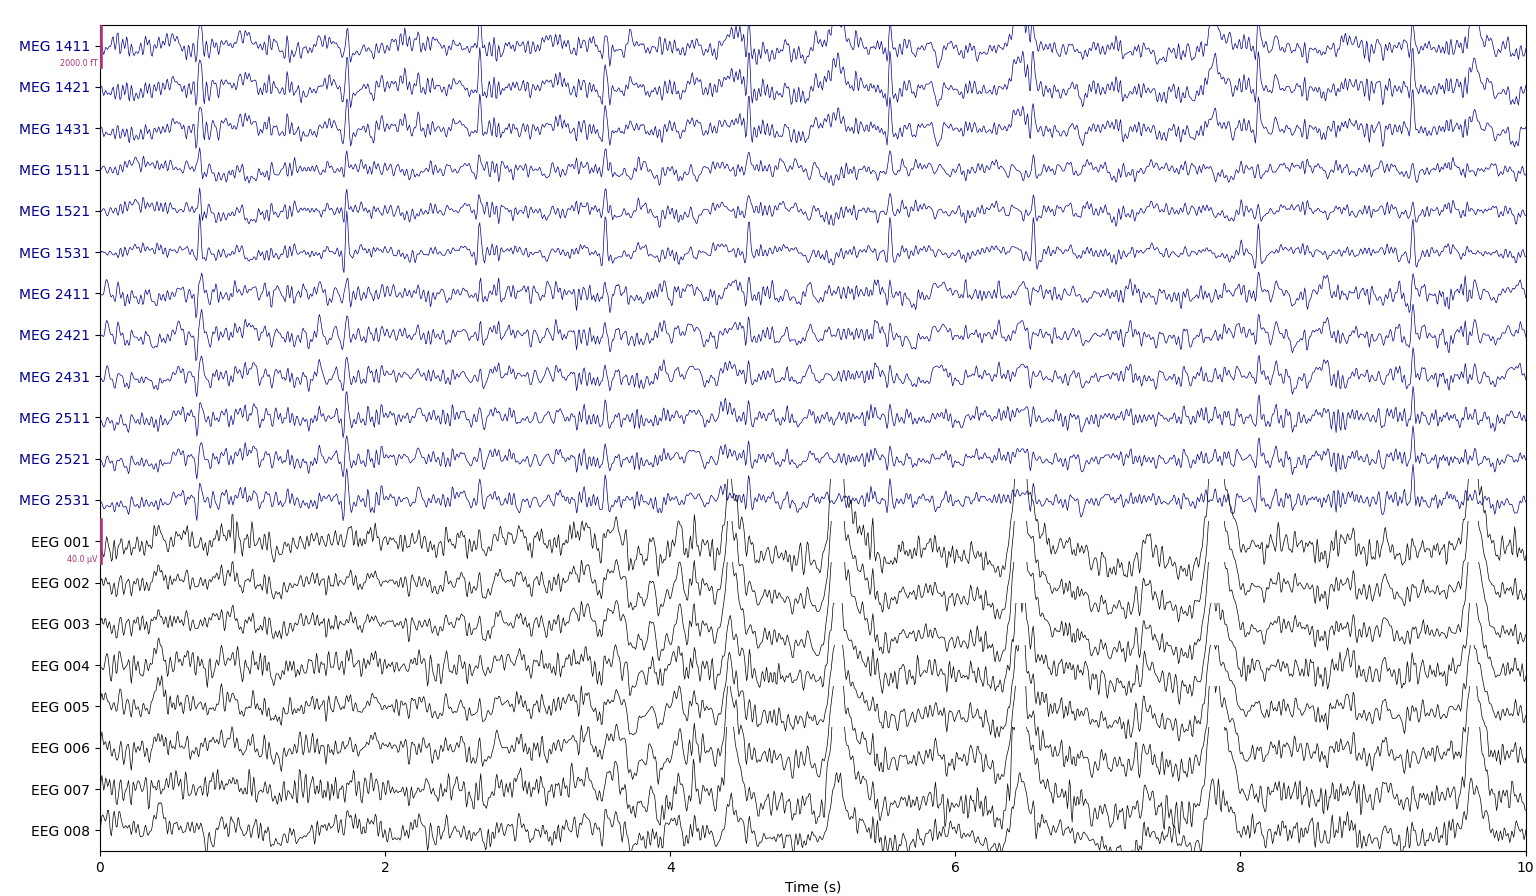 MEG 1411
2000.0 fT
MEG 1421
MEG 1431
MEG 1511
MEG 1521
MEG 1531
MEG 2411
MEG 2421
MEG 2431
MEG 2511
MEG 2521
MEG 2531
EEG 001
40.0 µV
EEG 002
EEG 003
EEG 004
EEG 005
EEG 006
EEG 007
EEG 008
0 2 4 6 8 10
Time (s)